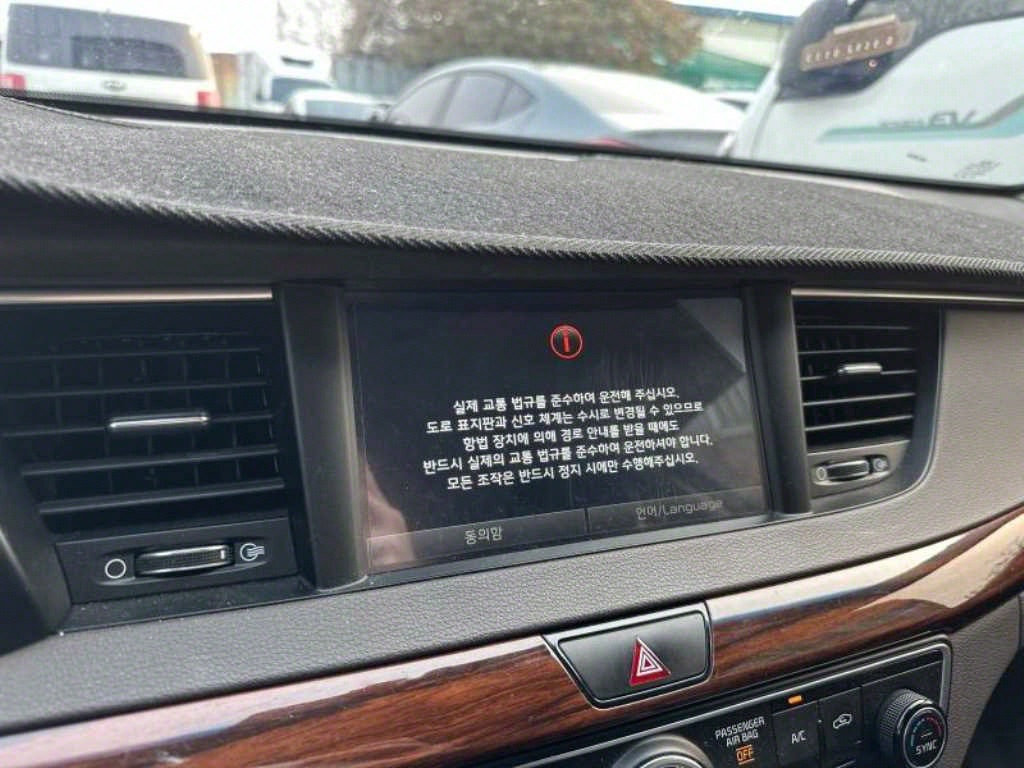 EV
실제 교통 법규를 준수하여 운전해 주십시오.
도로 표지판과 신호 체계는 수시로 변경될 수 있으므로
항법 장치에 의해 경로 안내를 받을 때에도
반드시 실제의 교통 법규를 준수하여 운전하셔야 합니다.
모든 조작은 반드시 정지 시에만 수행해주십시오.
동의함
언어/Language
PASSENGER
AIR BAG
OFF
A/C
SYNC